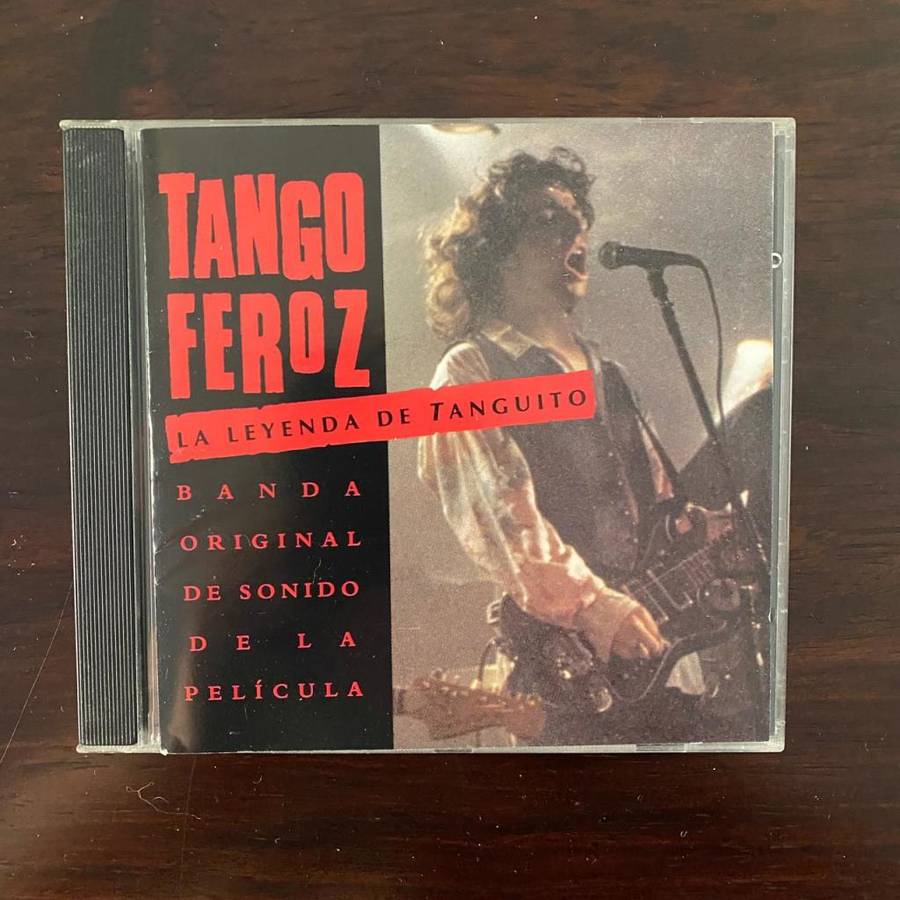 TANGO
FEROZ
LA LEYENDA DE TANGUITO
BANDA
ORIGINAL
DE SONIDO
DE LA
PELÍCULA